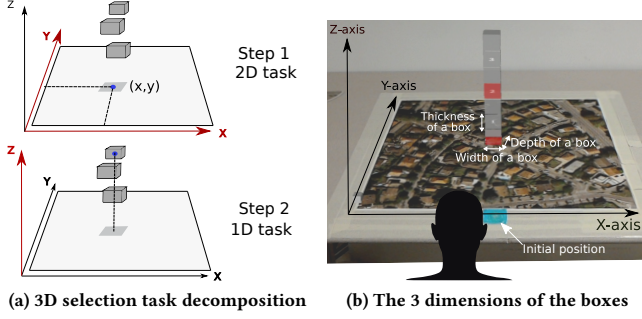 Z
Y
(x,y)
X
Step 1
2D task
Z
Y
X
Step 2
1D task
(a) 3D selection task decomposition
Z-axis
Y-axis
Thickness
of a box
Depth of a box
Width of a box
X-axis
Initial position
(b) The 3 dimensions of the boxes